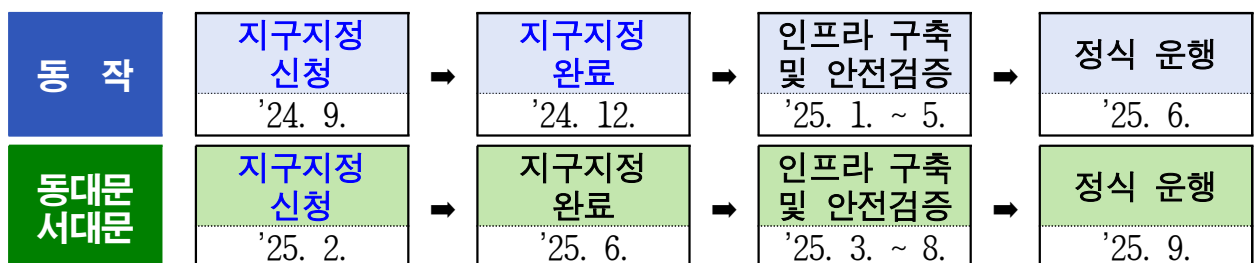 동 작
지구지정
신청
'24. 9.
➡
지구지정
완료
'24. 12.
➡
인프라 구축
및 안전검증
'25. 1. ~ 5.
➡
정식 운행
'25. 6.
동대문
서대문
지구지정
신청
'25. 2.
➡
지구지정
완료
'25. 6.
➡
인프라 구축
및 안전검증
'25. 3. ~ 8.
➡
정식 운행
'25. 9.